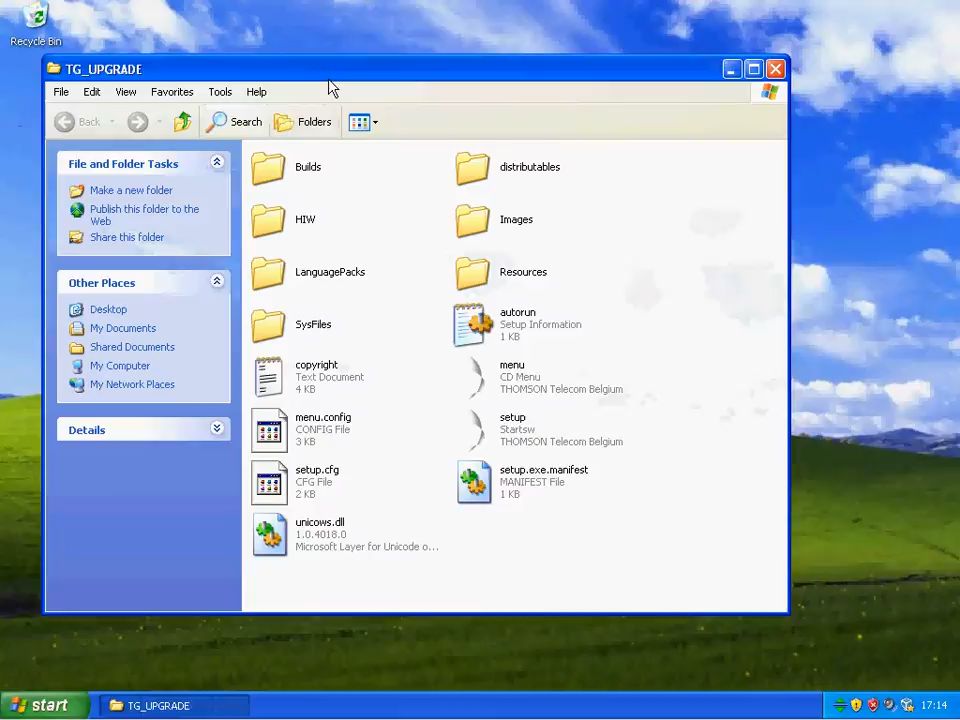 Recycle Bin
TG_UPGRADE
File Edit View Favorites Tools Help
Back Search Folders
File and Folder Tasks
Make a new folder
Publish this folder to the
Web
Share this folder
Other Places
Desktop
My Documents
Shared Documents
My Computer
My Network Places
Details
Builds
distributables
HIW
Images
LanguagePacks
Resources
SysFiles
autorun
Setup Information
1 KB
copyright
Text Document
4 KB
menu
CD Menu
THOMSON Telecom Belgium
menu.config
CONFIG File
3 KB
setup
Startsw
THOMSON Telecom Belgium
setup.cfg
CFG File
2 KB
setup.exe.manifest
MANIFEST File
1 KB
unicows.dll
1.0.4018.0
Microsoft Layer for Unicode o...
start
TG_UPGRADE
17:14